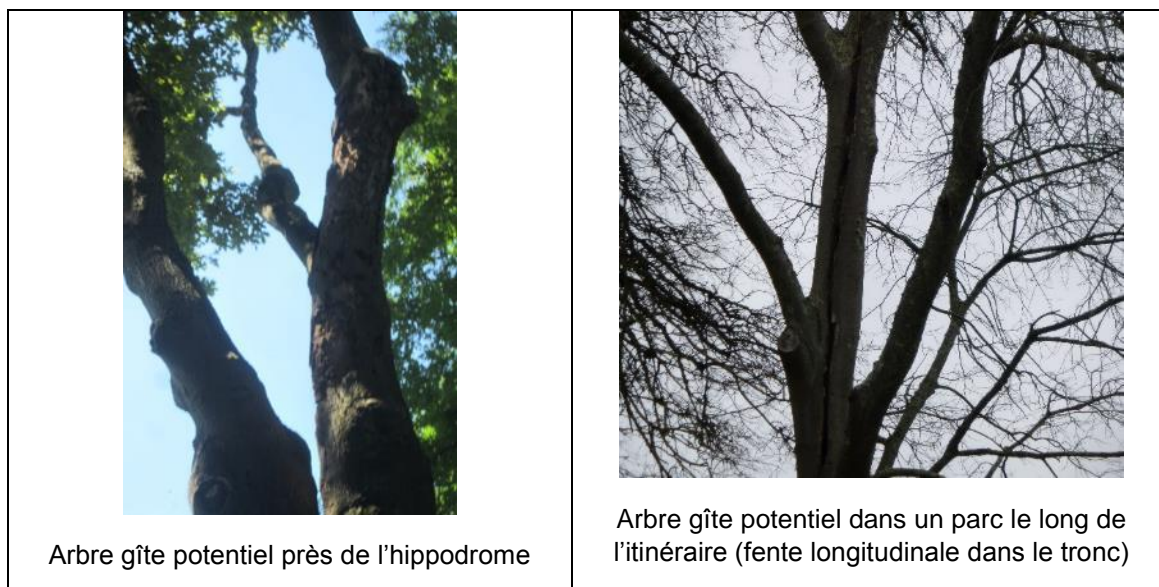 Arbre gîte potentiel près de l’hippodrome
Arbre gîte potentiel dans un parc le long de
l’itinéraire (fente longitudinale dans le tronc)